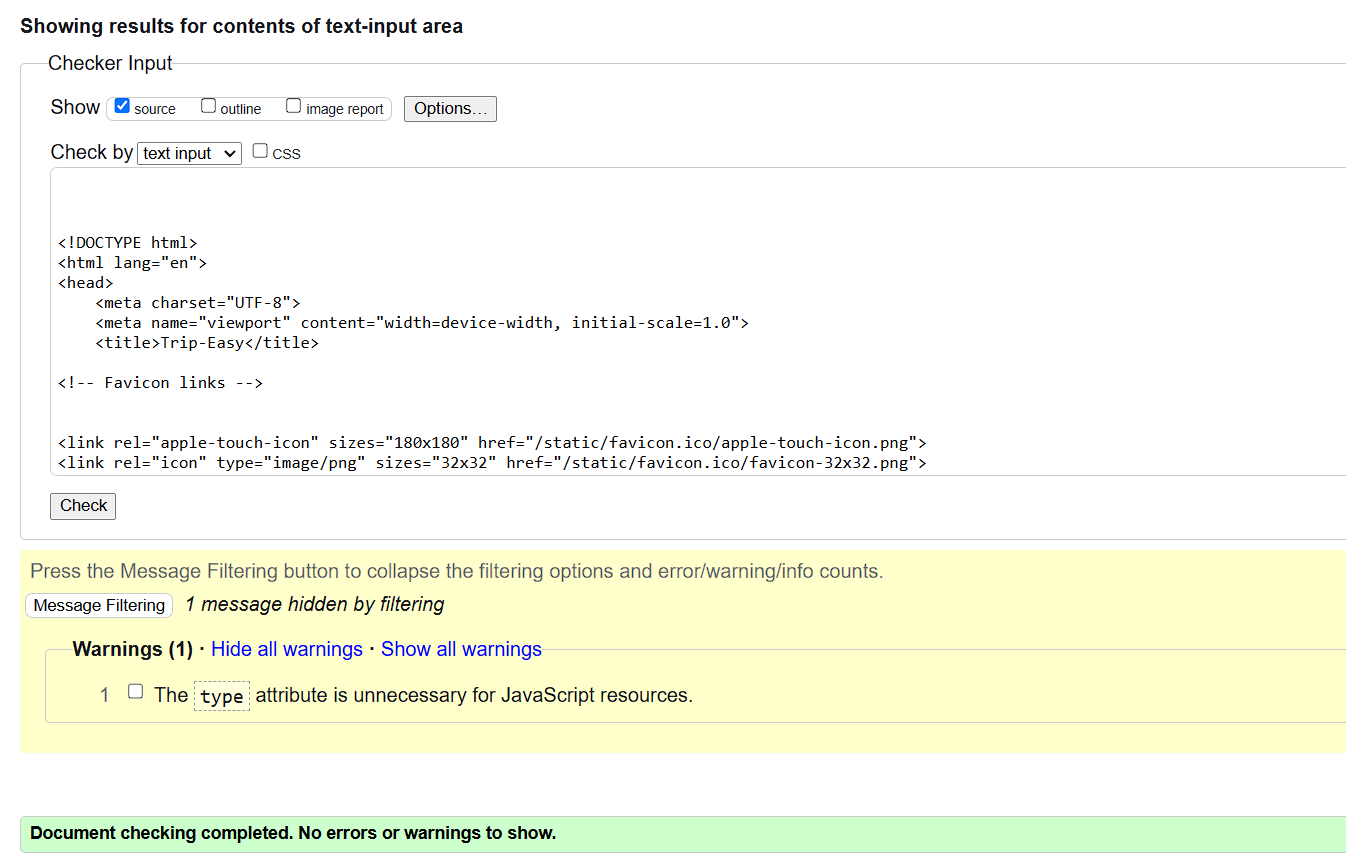 Showing results for contents of text-input area
Checker Input
Show source outline image report Options...
Check by text input CSS
<!DOCTYPE html>
<html lang="en">
<head>
    <meta charset="UTF-8">
    <meta name="viewport" content="width=device-width, initial-scale=1.0">
    <title>Trip-Easy</title>
<!-- Favicon links -->
<link rel="apple-touch-icon" sizes="180x180" href="/static/favicon.ico/apple-touch-icon.png">
<link rel="icon" type="image/png" sizes="32x32" href="/static/favicon.ico/favicon-32x32.png">
Check
Press the Message Filtering button to collapse the filtering options and error/warning/info counts.
Message Filtering 1 message hidden by filtering
Warnings (1) · Hide all warnings · Show all warnings
1 The type attribute is unnecessary for JavaScript resources.
Document checking completed. No errors or warnings to show.